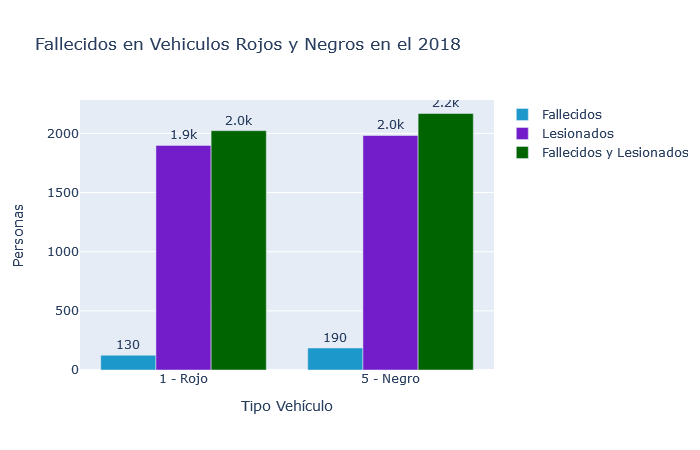 Fallecidos en Vehiculos Rojos y Negros en el 2018
Fallecidos
Lesionados
Fallecidos y Lesionados
Personas
2000
1500
1000
500
0
130
1.9k
2.0k
190
2.0k
2.2k
1 - Rojo
5 - Negro
Tipo Vehículo